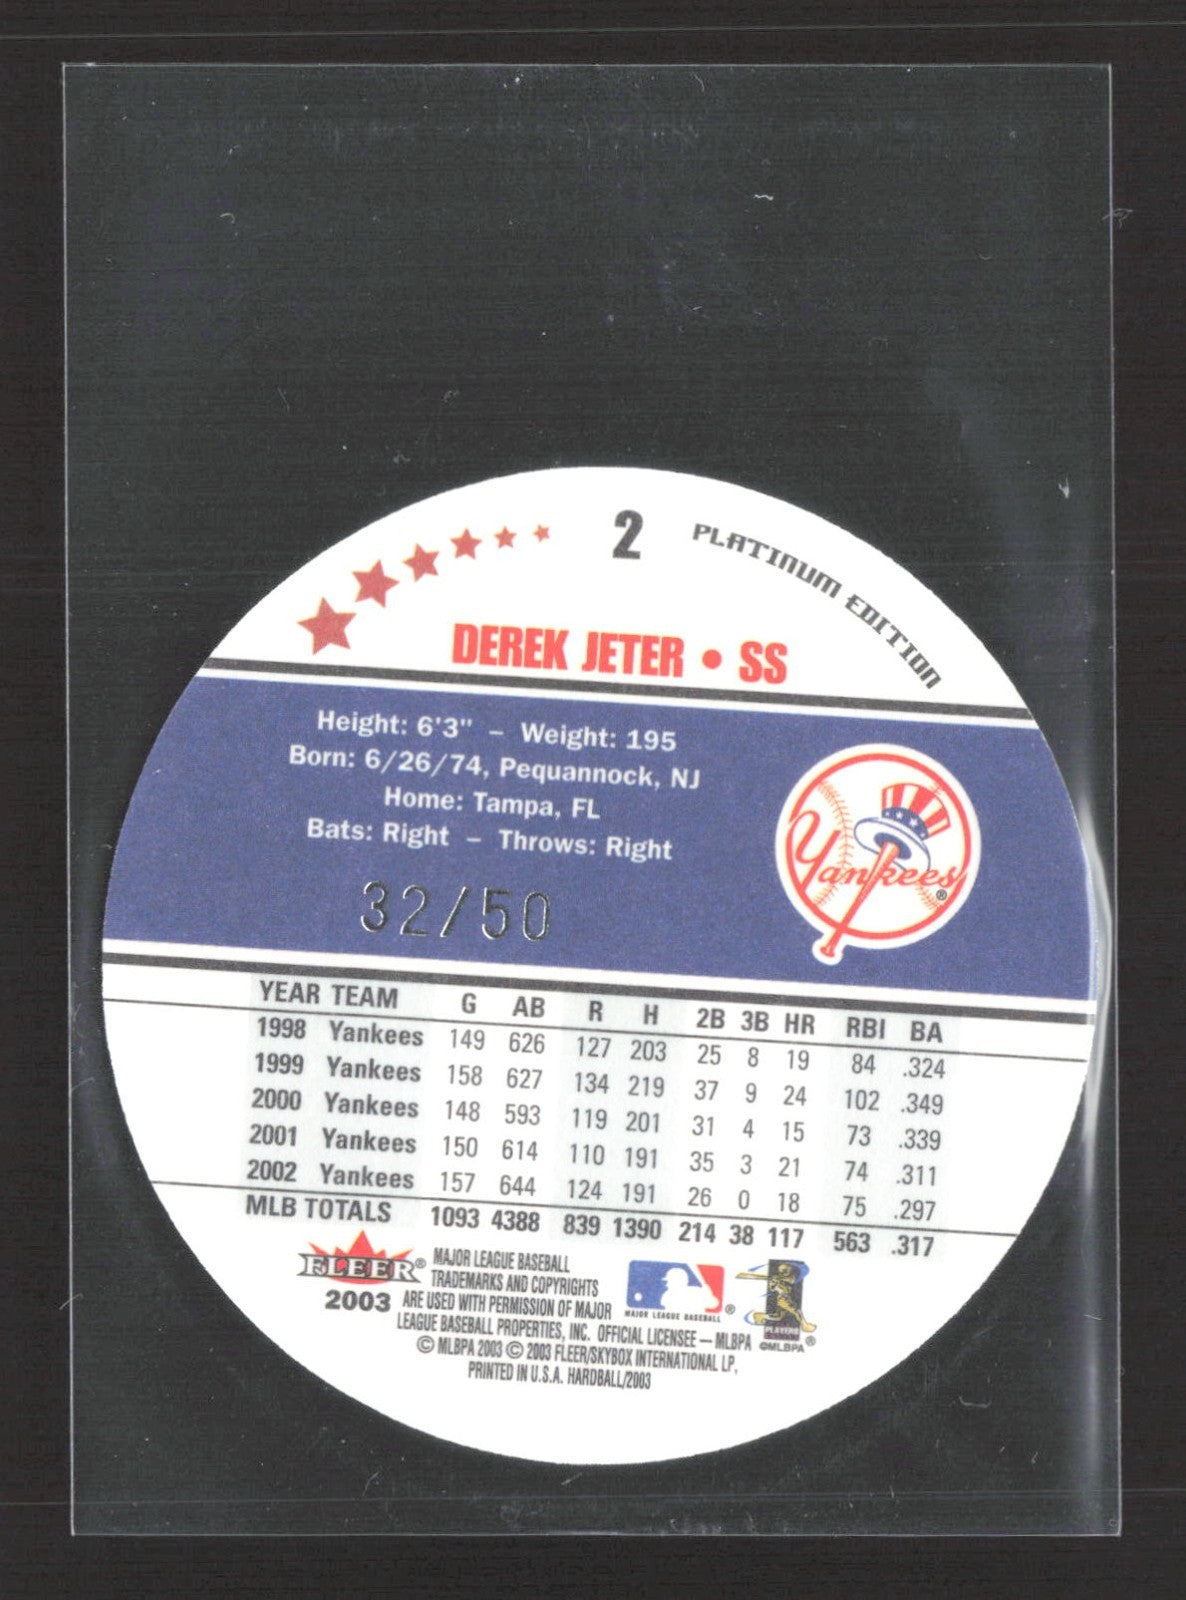 2
PLATINUM EDITION
DEREK JETER • SS
Height: 6'3" – Weight: 195
Born: 6/26/74, Pequannock, NJ
Home: Tampa, FL
Bats: Right – Throws: Right
Yankees®
32/50
YEAR TEAM G AB R H 2B 3B HR RBI BA
1998 Yankees 149 626 127 203 25 8 19 84 .324
1999 Yankees 158 627 134 219 37 9 24 102 .349
2000 Yankees 148 593 119 201 31 4 15 73 .339
2001 Yankees 150 614 110 191 35 3 21 74 .311
2002 Yankees 157 644 124 191 26 0 18 75 .297
MLB TOTALS 1093 4388 839 1390 214 38 117 563 .317
FLEER®
2003
MAJOR LEAGUE BASEBALL
TRADEMARKS AND COPYRIGHTS
ARE USED WITH PERMISSION OF MAJOR
LEAGUE BASEBALL PROPERTIES, INC. OFFICIAL LICENSEE – MLBPA
© MLBPA 2003 © 2003 FLEER/SKYBOX INTERNATIONAL LP.
PRINTED IN U.S.A. HARDBALL/2003
MAJOR LEAGUE BASEBALL®
PLAYERS
©MLBPA®